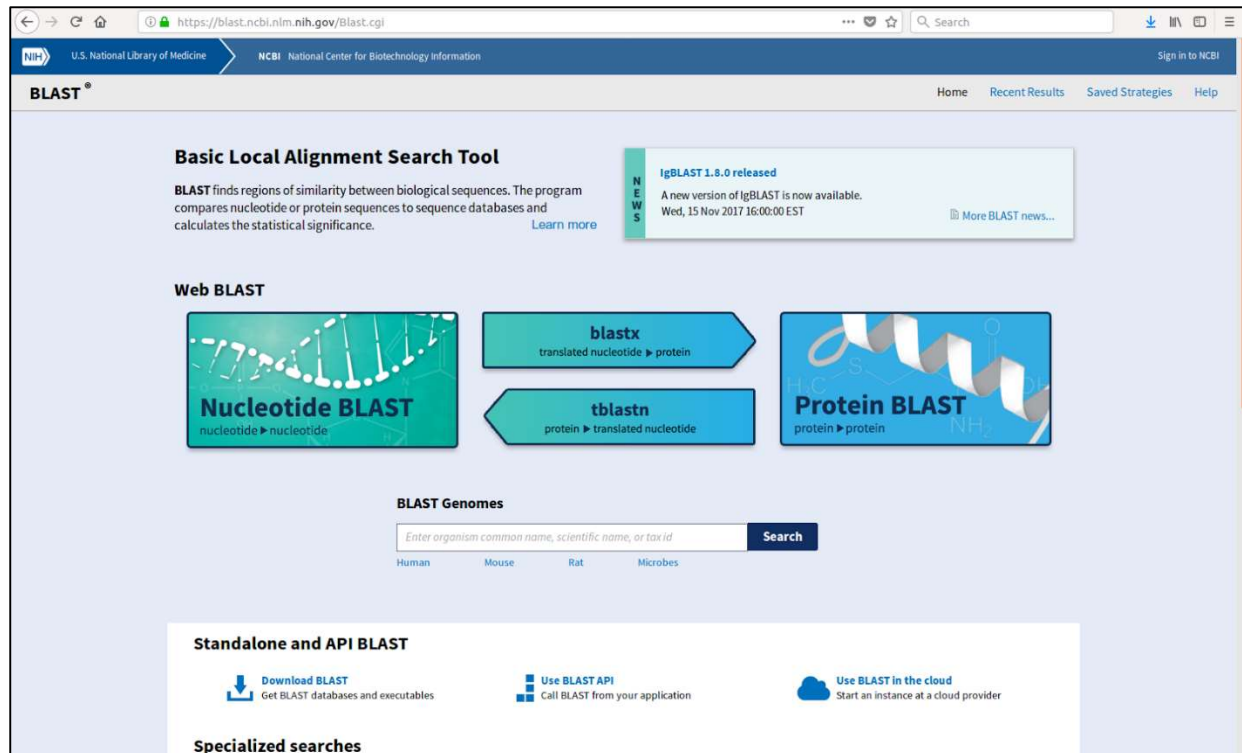 https://blast.ncbi.nlm.nih.gov/Blast.cgi
Search
NIH U.S. National Library of Medicine NCBI National Center for Biotechnology Information Sign in to NCBI
BLAST ® Home Recent Results Saved Strategies Help
Basic Local Alignment Search Tool
BLAST finds regions of similarity between biological sequences. The program
compares nucleotide or protein sequences to sequence databases and
calculates the statistical significance. Learn more
NEWS
IgBLAST 1.8.0 released
A new version of IgBLAST is now available.
Wed, 15 Nov 2017 16:00:00 EST
More BLAST news...
Web BLAST
Nucleotide BLAST
nucleotide ▶ nucleotide
blastx
translated nucleotide ▶ protein
tblastn
protein ▶ translated nucleotide
H₃C
S
O
OH
NH₂
Protein BLAST
protein ▶ protein
BLAST Genomes
Enter organism common name, scientific name, or tax id Search
Human Mouse Rat Microbes
Standalone and API BLAST
Download BLAST
Get BLAST databases and executables
Use BLAST API
Call BLAST from your application
Use BLAST in the cloud
Start an instance at a cloud provider
Specialized searches